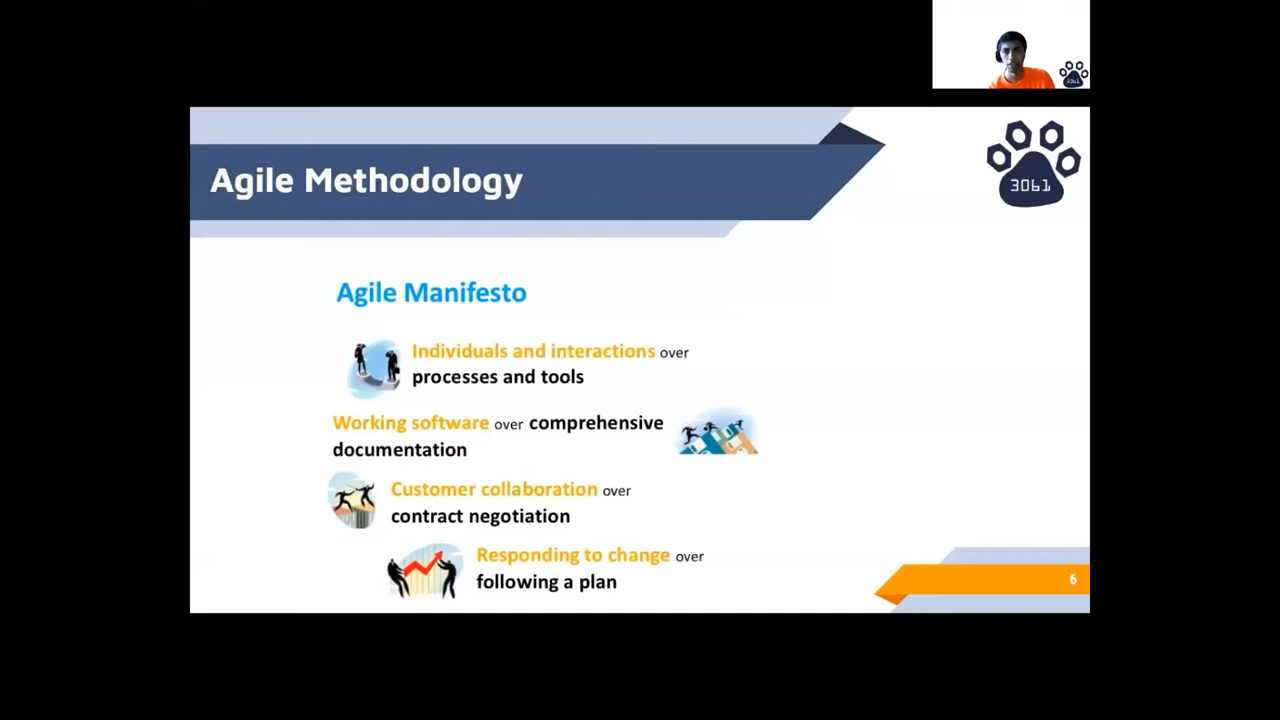 Agile Methodology
3061
Agile Manifesto
Individuals and interactions over
processes and tools
Working software over comprehensive
documentation
Customer collaboration over
contract negotiation
Responding to change over
following a plan
6
3061